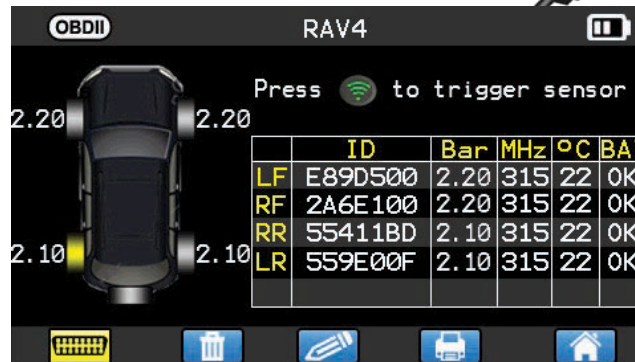 OBDII RAV4
Press to trigger sensor
2.20 2.20
ID Bar MHz ºC BA
LF E89D500 2.20 315 22 OK
RF 2A6E100 2.20 315 22 OK
RR 55411BD 2.10 315 22 OK
2.10 2.10
LR 559E00F 2.10 315 22 OK